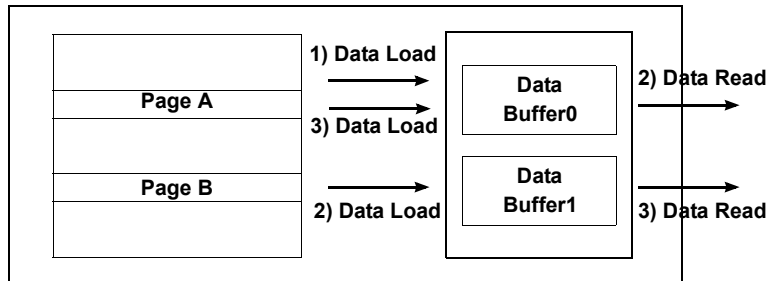 1) Data Load
Page A
3) Data Load
Data
Buffer0
2) Data Read
Page B
2) Data Load
Data
Buffer1
3) Data Read